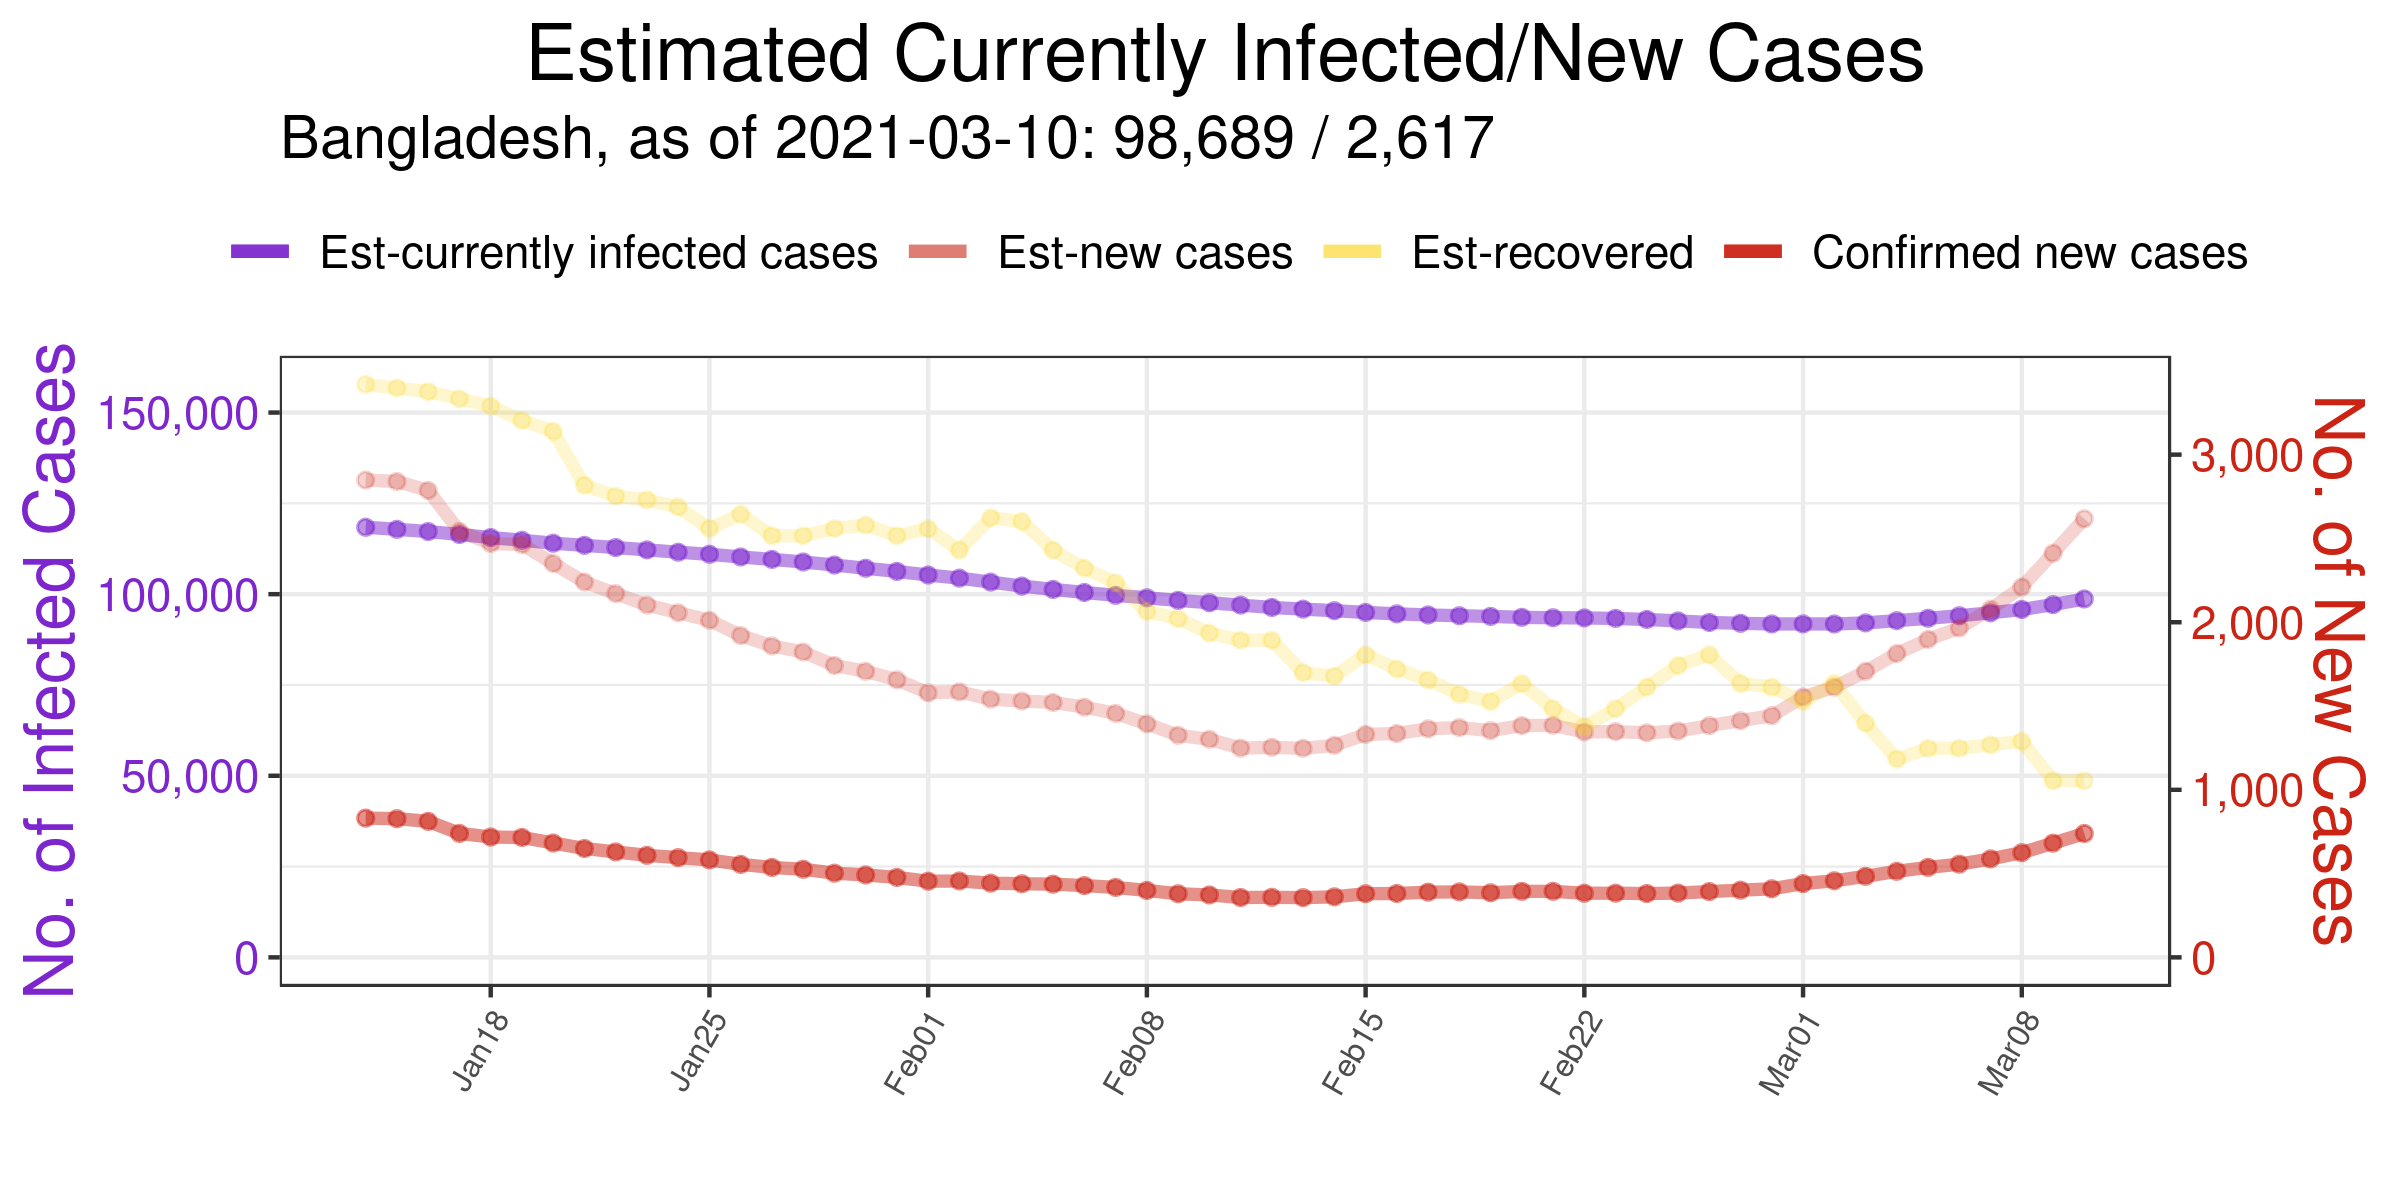 Estimated Currently Infected/New Cases
Bangladesh, as of 2021-03-10: 98,689 / 2,617
Est-currently infected cases Est-new cases Est-recovered Confirmed new cases
No. of Infected Cases
150,000
100,000
50,000
0
3,000
2,000
1,000
0
No. of New Cases
Jan18 Jan25 Feb01 Feb08 Feb15 Feb22 Mar01 Mar08